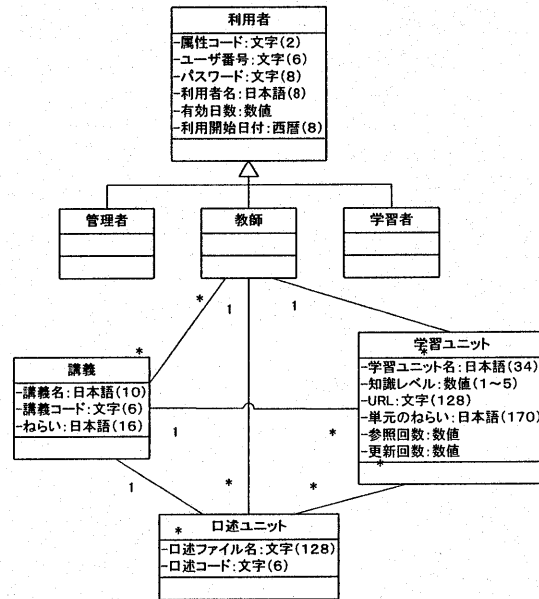 利用者
-属性コード:文字(2)
-ユーザ番号:文字(6)
-パスワード:文字(8)
-利用者名:日本語(8)
-有効日数:数値
-利用開始日付:西暦(8)
管理者
教師
学習者
*
1
1
*
講義
-講義名:日本語(10)
-講義コード:文字(6)
-ねらい:日本語(16)
学習ユニット
*
-学習ユニット名:日本語(34)
-知識レベル:数値(1～5)
-URL:文字(128)
-単元のねらい:日本語(170)
-参照回数:数値
-更新回数:数値
*
1
*
1
*
*
*
口述ユニット
-口述ファイル名:文字(128)
-口述コード:文字(6)